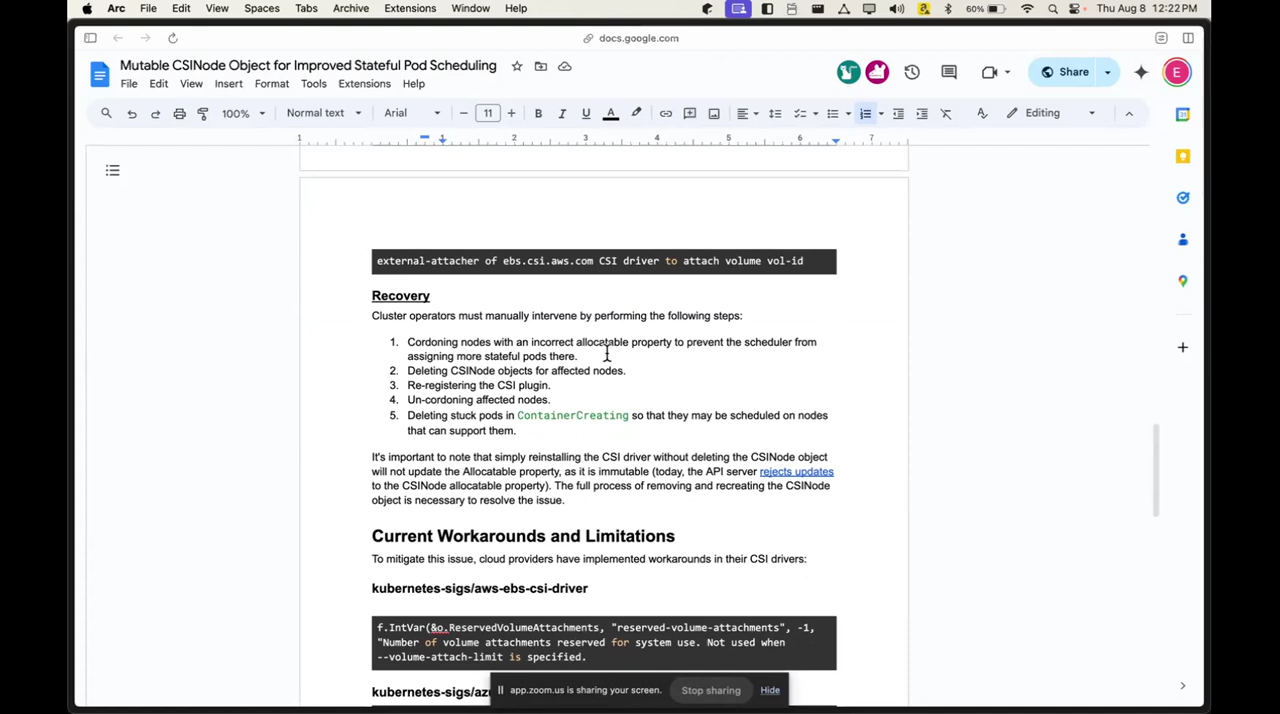 Arc File Edit View Spaces Tabs Archive Extensions Window Help 60% Thu Aug 8 12:22 PM
docs.google.com
Mutable CSINode Object for Improved Stateful Pod Scheduling
File Edit View Insert Format Tools Extensions Help
Share
E
100% Normal text Arial 11 B I U A Editing
1 1 2 3 4 5 6 7
external-attacher of ebs.csi.aws.com CSI driver to attach volume vol-id
Recovery
Cluster operators must manually intervene by performing the following steps:
1. Cordoning nodes with an incorrect allocatable property to prevent the scheduler from
assigning more stateful pods there.
2. Deleting CSINode objects for affected nodes.
3. Re-registering the CSI plugin.
4. Un-cordoning affected nodes.
5. Deleting stuck pods in ContainerCreating so that they may be scheduled on nodes
that can support them.
It's important to note that simply reinstalling the CSI driver without deleting the CSINode object
will not update the Allocatable property, as it is immutable (today, the API server rejects updates
to the CSINode allocatable property). The full process of removing and recreating the CSINode
object is necessary to resolve the issue.
Current Workarounds and Limitations
To mitigate this issue, cloud providers have implemented workarounds in their CSI drivers:
kubernetes-sigs/aws-ebs-csi-driver
f.IntVar(&o.ReservedVolumeAttachments, "reserved-volume-attachments", -1,
"Number of volume attachments reserved for system use. Not used when
--volume-attach-limit is specified.
kubernetes-sigs/az
app.zoom.us is sharing your screen. Stop sharing Hide